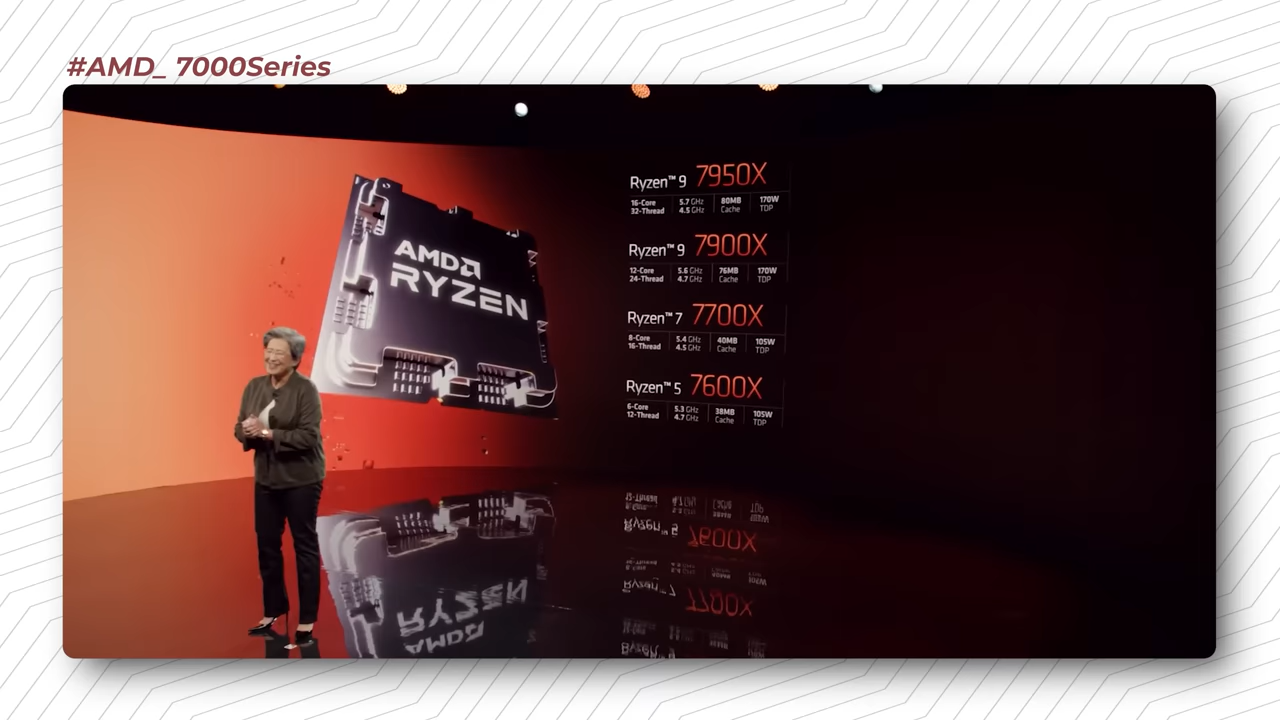 #AMD_ 7000Series
AMD
RYZEN
Ryzen™ 9 7950X
16-Core 5.7 GHz 80MB 170W
32-Thread 4.5 GHz Cache TDP
Ryzen™ 9 7900X
12-Core 5.6 GHz 76MB 170W
24-Thread 4.7 GHz Cache TDP
Ryzen™ 7 7700X
8-Core 5.4 GHz 40MB 105W
16-Thread 4.5 GHz Cache TDP
Ryzen™ 5 7600X
6-Core 5.3 GHz 38MB 105W
12-Thread 4.7 GHz Cache TDP